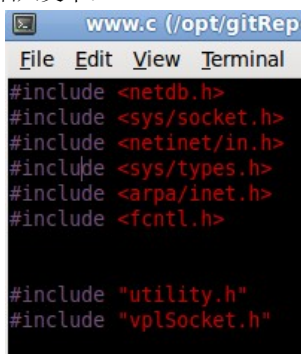 www.c (/opt/gitRep
File Edit View Terminal
#include <netdb.h>
#include <sys/socket.h>
#include <netinet/in.h>
#include <sys/types.h>
#include <arpa/inet.h>
#include <fcntl.h>
#include "utility.h"
#include "vplSocket.h"